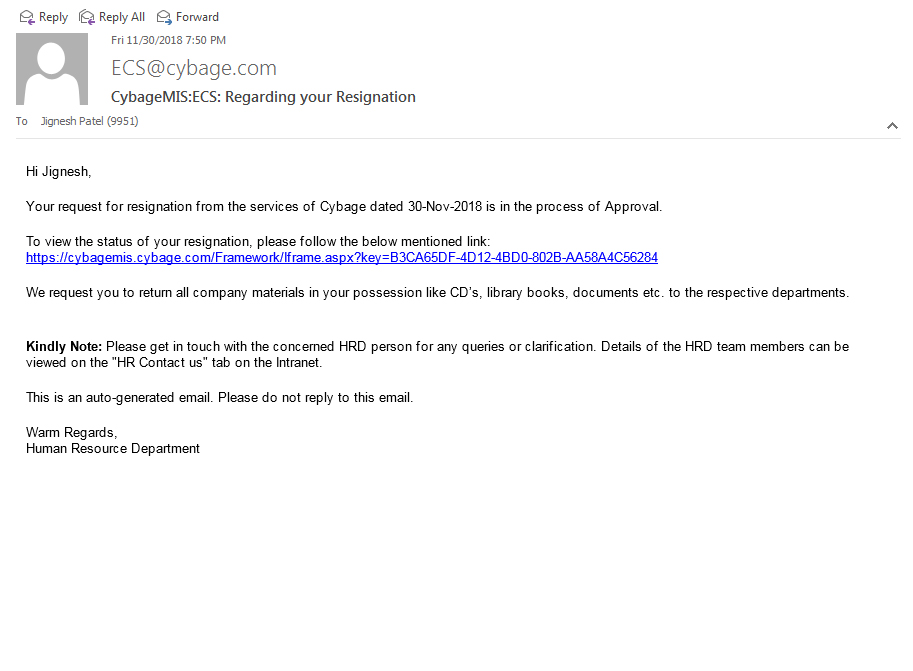 Reply Reply All Forward
Fri 11/30/2018 7:50 PM
ECS@cybage.com
CybageMIS:ECS: Regarding your Resignation
To Jignesh Patel (9951)
Hi Jignesh,
Your request for resignation from the services of Cybage dated 30-Nov-2018 is in the process of Approval.
To view the status of your resignation, please follow the below mentioned link:
https://cybagemis.cybage.com/Framework/Iframe.aspx?key=B3CA65DF-4D12-4BD0-802B-AA58A4C56284
We request you to return all company materials in your possession like CD's, library books, documents etc. to the respective departments.
Kindly Note: Please get in touch with the concerned HRD person for any queries or clarification. Details of the HRD team members can be
viewed on the "HR Contact us" tab on the Intranet.
This is an auto-generated email. Please do not reply to this email.
Warm Regards,
Human Resource Department